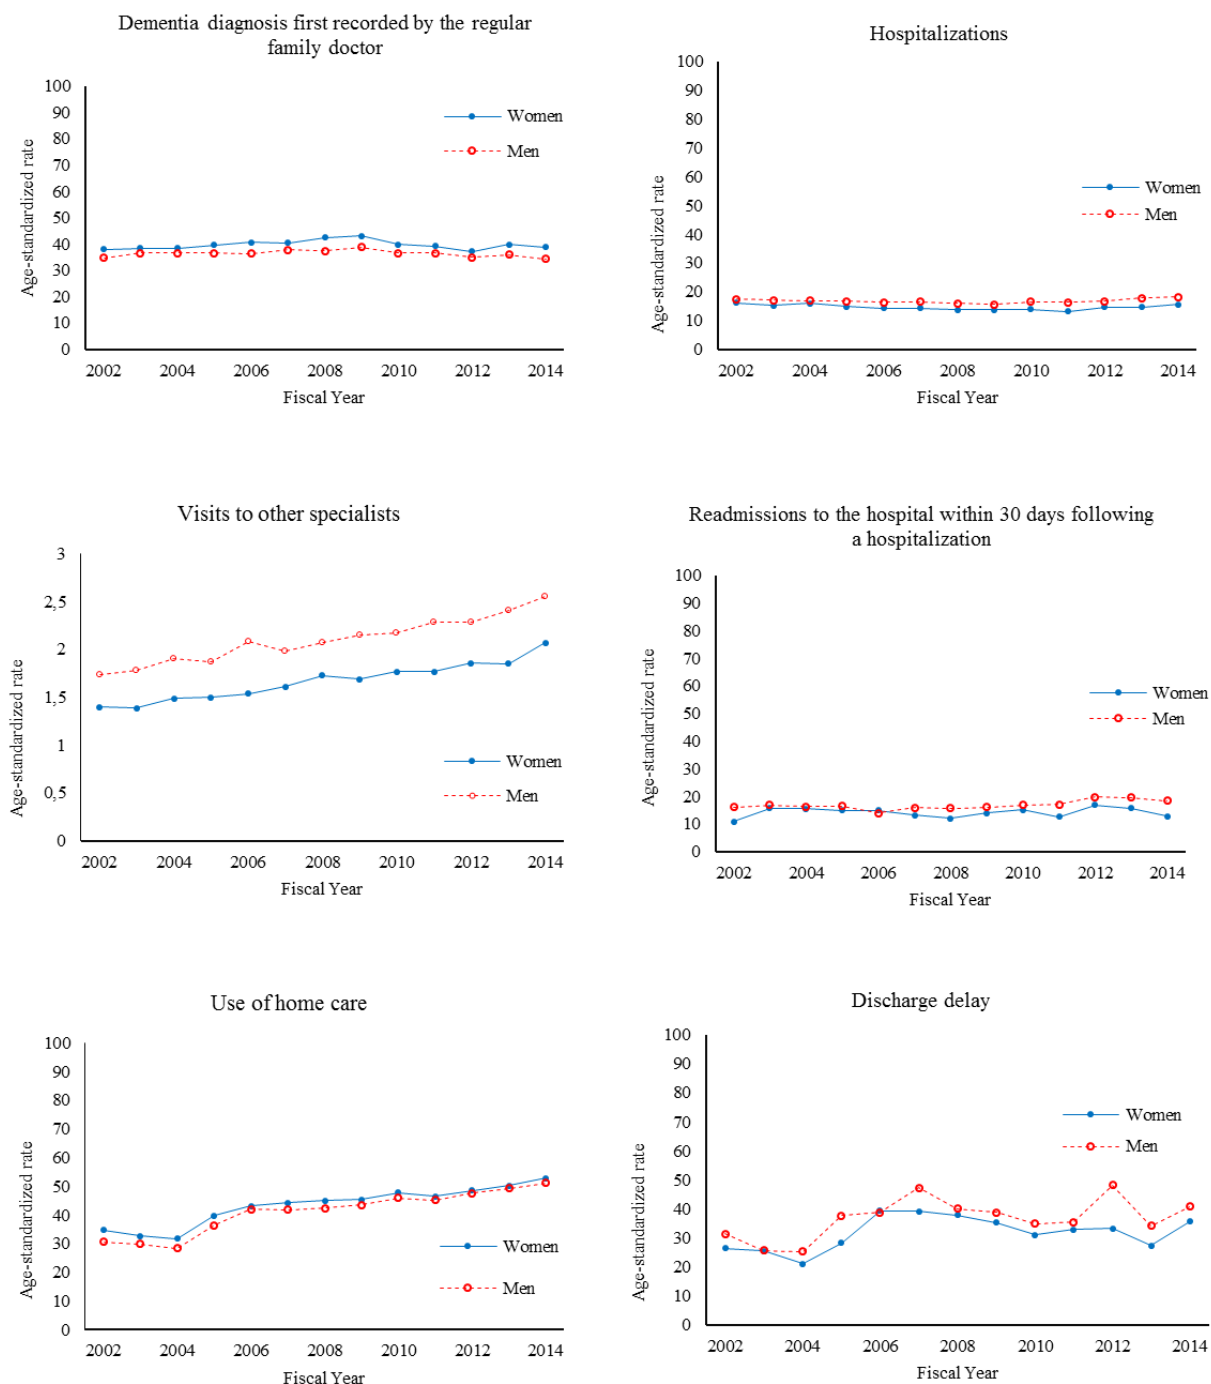 Dementia diagnosis first recorded by the regular
family doctor
100
90
80
70
60
50
40
30
20
10
0
Age-standardized rate
Women
Men
2002 2004 2006 2008 2010 2012 2014
Fiscal Year
Hospitalizations
100
90
80
70
60
50
40
30
20
10
0
Age-standardized rate
Women
Men
2002 2004 2006 2008 2010 2012 2014
Fiscal Year
Visits to other specialists
3
2,5
2
1,5
1
0,5
0
Age-standardized rate
Women
Men
2002 2004 2006 2008 2010 2012 2014
Fiscal Year
Readmissions to the hospital within 30 days following
a hospitalization
100
90
80
70
60
50
40
30
20
10
0
Age-standardized rate
Women
Men
2002 2004 2006 2008 2010 2012 2014
Fiscal Year
Use of home care
100
90
80
70
60
50
40
30
20
10
0
Age-standardized rate
Women
Men
2002 2004 2006 2008 2010 2012 2014
Fiscal Year
Discharge delay
100
90
80
70
60
50
40
30
20
10
0
Age-standardized rate
Women
Men
2002 2004 2006 2008 2010 2012 2014
Fiscal Year